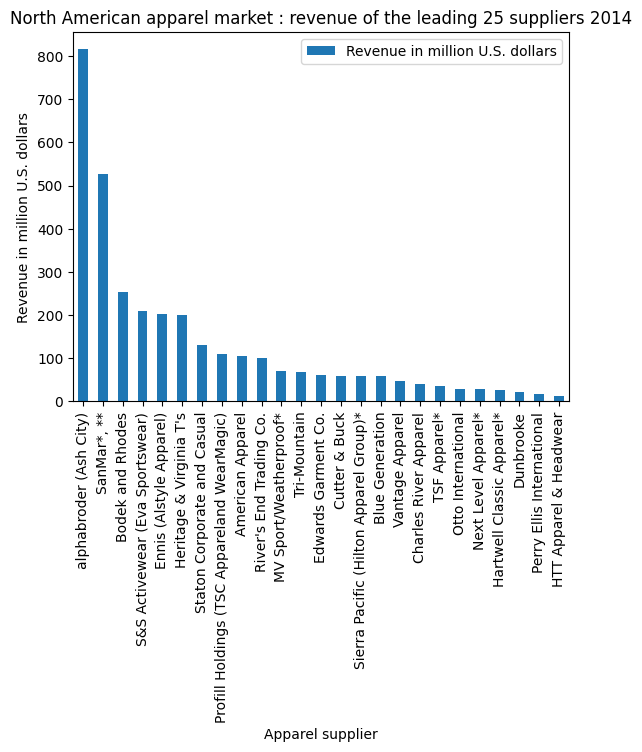 North American apparel market : revenue of the leading 25 suppliers 2014
Revenue in million U.S. dollars
Revenue in million U.S. dollars
800
700
600
500
400
300
200
100
0
alphabroder (Ash City)
SanMar*, **
Bodek and Rhodes
S&S Activewear (Eva Sportswear)
Ennis (Alstyle Apparel)
Heritage & Virginia T's
Staton Corporate and Casual
Profill Holdings (TSC Appareland WearMagic)
American Apparel
River's End Trading Co.
MV Sport/Weatherproof*
Tri-Mountain
Edwards Garment Co.
Cutter & Buck
Sierra Pacific (Hilton Apparel Group)*
Blue Generation
Vantage Apparel
Charles River Apparel
TSF Apparel*
Otto International
Next Level Apparel*
Hartwell Classic Apparel*
Dunbrooke
Perry Ellis International
HTT Apparel & Headwear
Apparel supplier